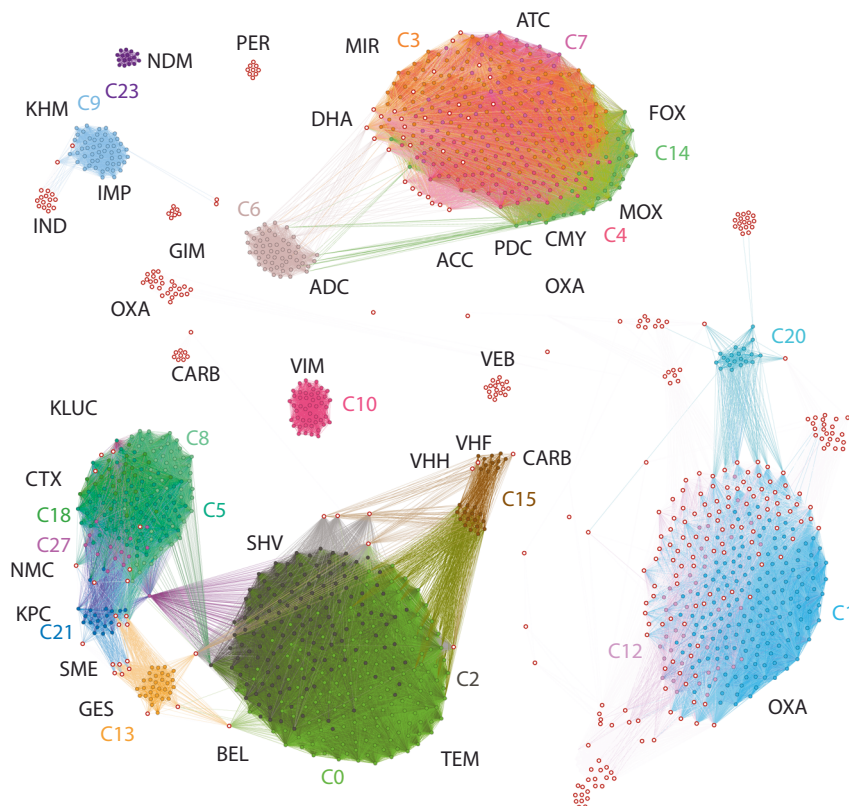 ATC
PER
MIR
C3
C7
NDM
C23
KHM
C9
DHA
FOX
C14
IMP
IND
C6
MOX
CMY
C4
PDC
ACC
GIM
ADC
OXA
OXA
C20
CARB
VIM
VEB
C10
KLUC
C8
VHF
VHH
CARB
CTX
C15
C5
C18
SHV
C27
NMC
KPC
C21
C1
C12
SME
C2
GES
OXA
C13
BEL
TEM
C0